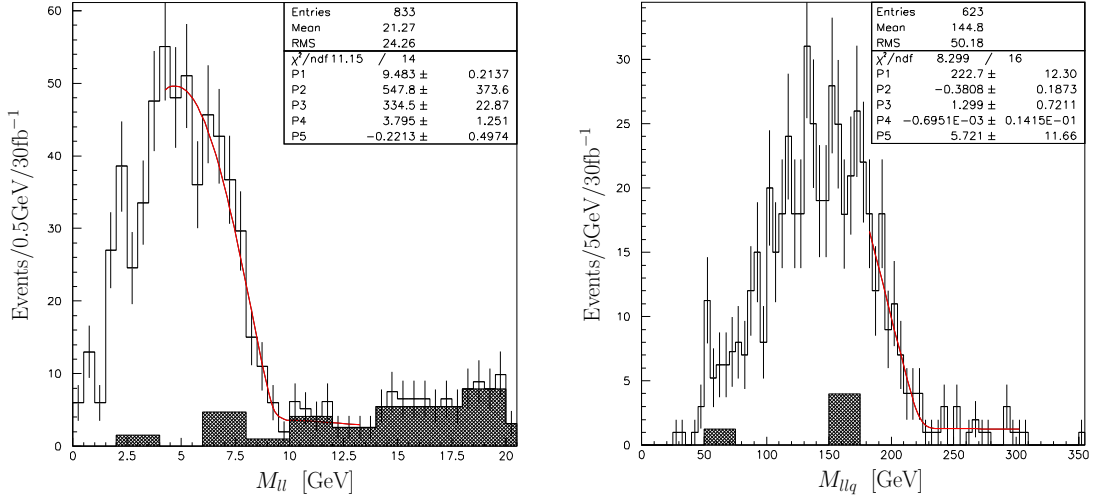 Entries 833
Mean 21.27
RMS 24.26
χ²/ndf 11.15 / 14
P1 9.483 ± 0.2137
P2 547.8 ± 373.6
P3 334.5 ± 22.87
P4 3.795 ± 1.251
P5 −0.2213 ± 0.4974
Events/0.5GeV/30fb⁻¹
60
50
40
30
20
10
0
0 2.5 5 7.5 10 12.5 15 17.5 20
M_ll [GeV]
Entries 623
Mean 144.8
RMS 50.18
χ²/ndf 8.299 / 16
P1 222.7 ± 12.30
P2 −0.3808 ± 0.1873
P3 1.299 ± 0.7211
P4 −0.6951E−03 ± 0.1415E−01
P5 5.721 ± 11.66
Events/5GeV/30fb⁻¹
30
25
20
15
10
5
0
0 50 100 150 200 250 300 350
M_llq [GeV]